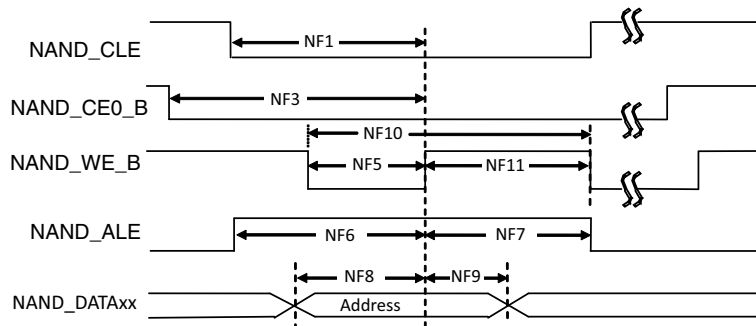 NAND_CLE
NF1
NAND_CE0_B
NF3
NF10
NAND_WE_B
NF5
NF11
NAND_ALE
NF6
NF7
NF8
NF9
NAND_DATAxx
Address